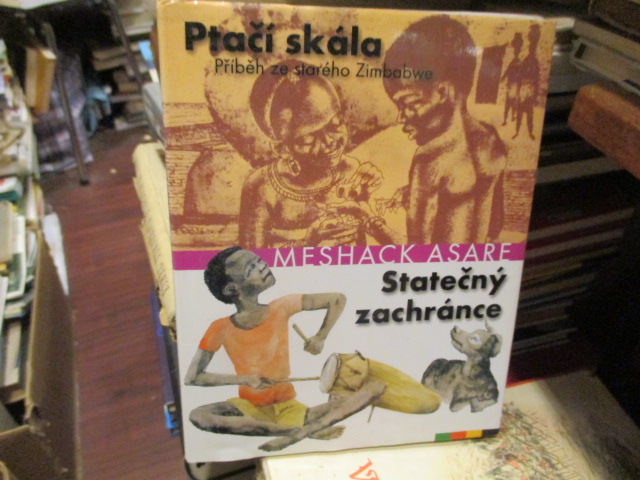 Ptačí skála
Příběh ze starého Zimbabwe
MESHACK ASARE
Statečný
zachránce